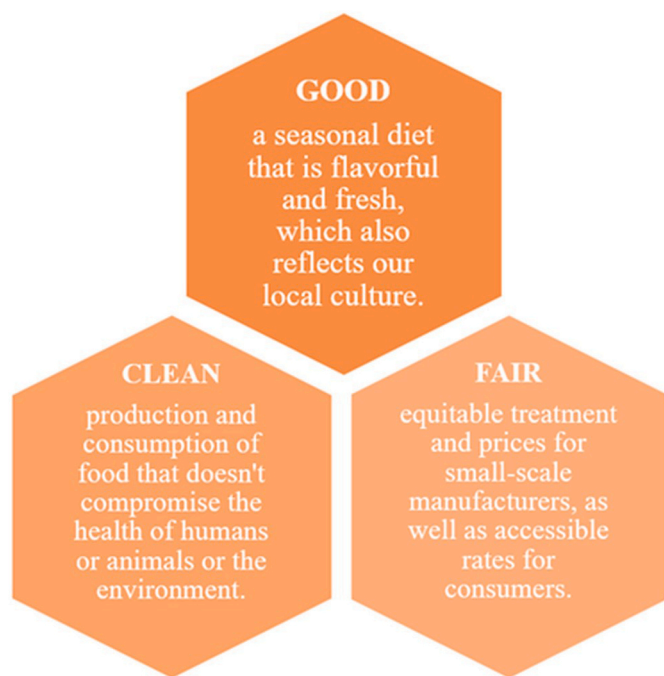 GOOD
a seasonal diet
that is flavorful
and fresh,
which also
reflects our
local culture.
CLEAN
production and
consumption of
food that doesn't
compromise the
health of humans
or animals or the
environment.
FAIR
equitable treatment
and prices for
small-scale
manufacturers, as
well as accessible
rates for
consumers.